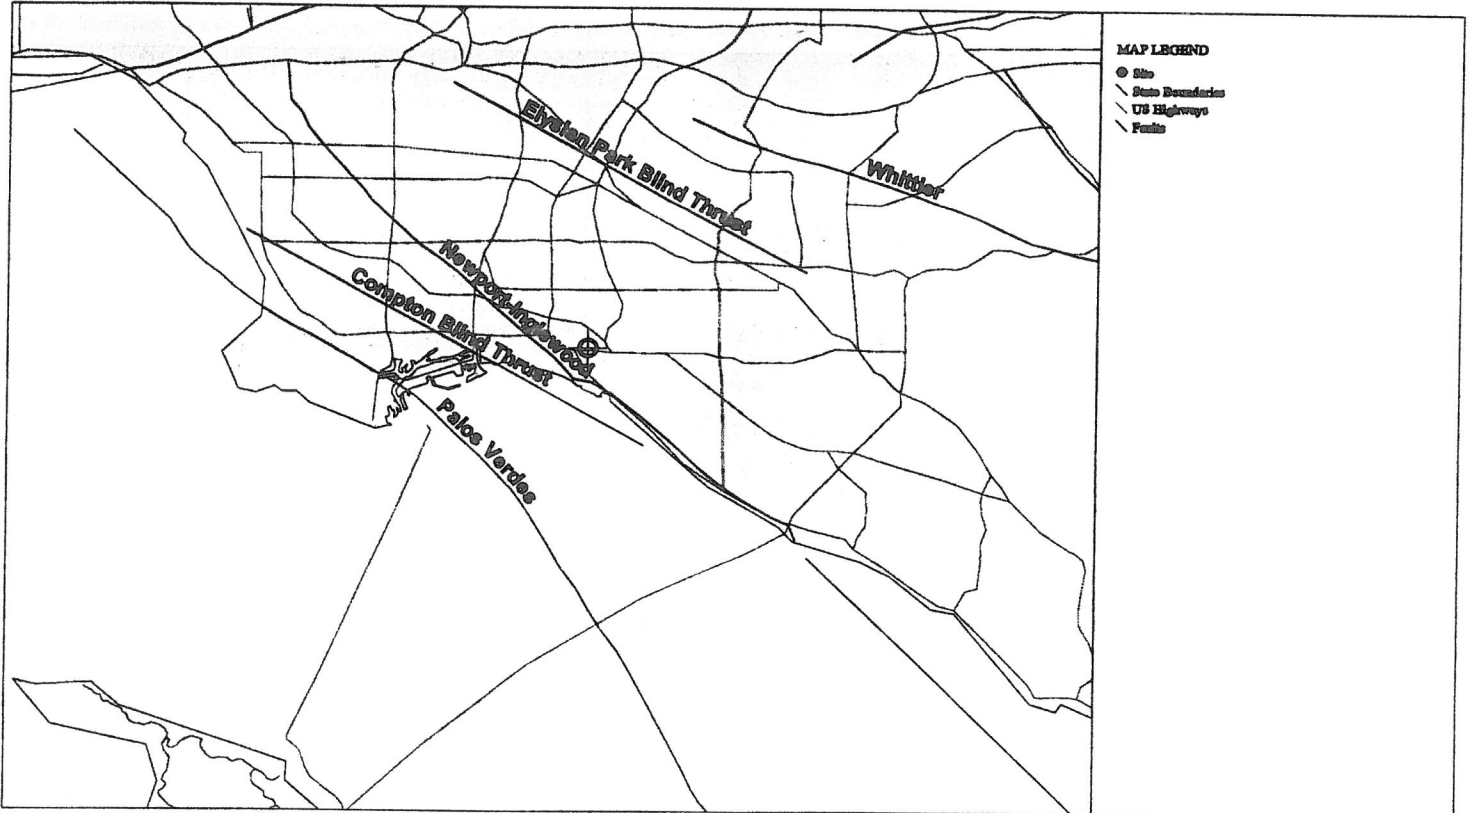 MAP LEGEND
Site
State Boundaries
US Highways
Faults
Elysian Park Blind Thrust
Whittier
Newport-Inglewood
Compton Blind Thrust
Palos Verdes